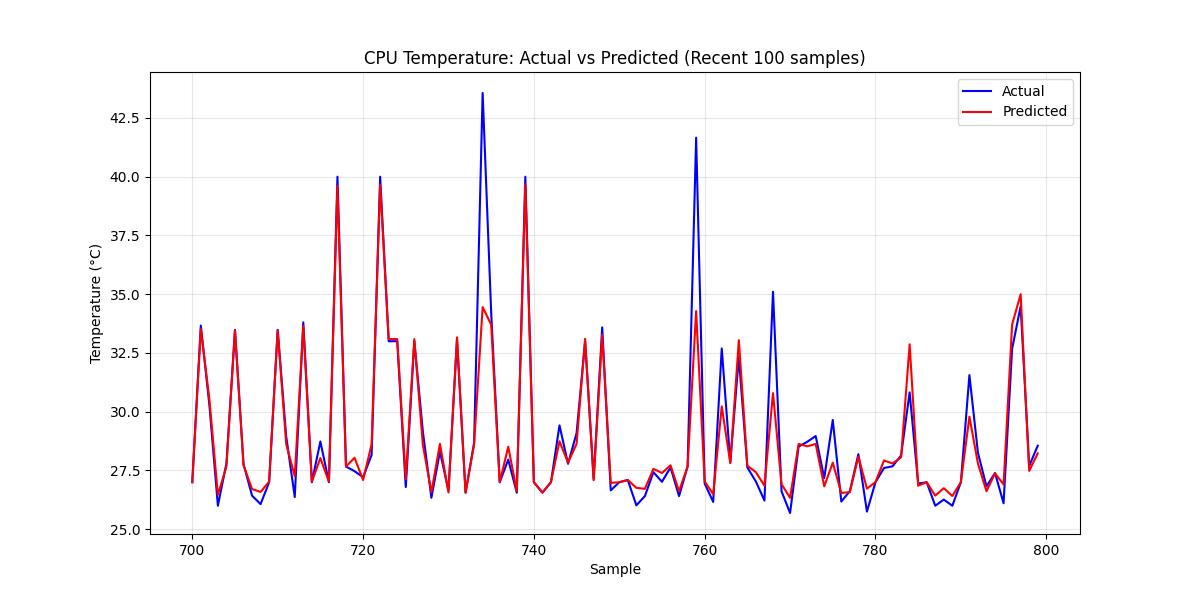 CPU Temperature: Actual vs Predicted (Recent 100 samples)
Actual
Predicted
Temperature (°C)
42.5
40.0
37.5
35.0
32.5
30.0
27.5
25.0
700
720
740
760
780
800
Sample